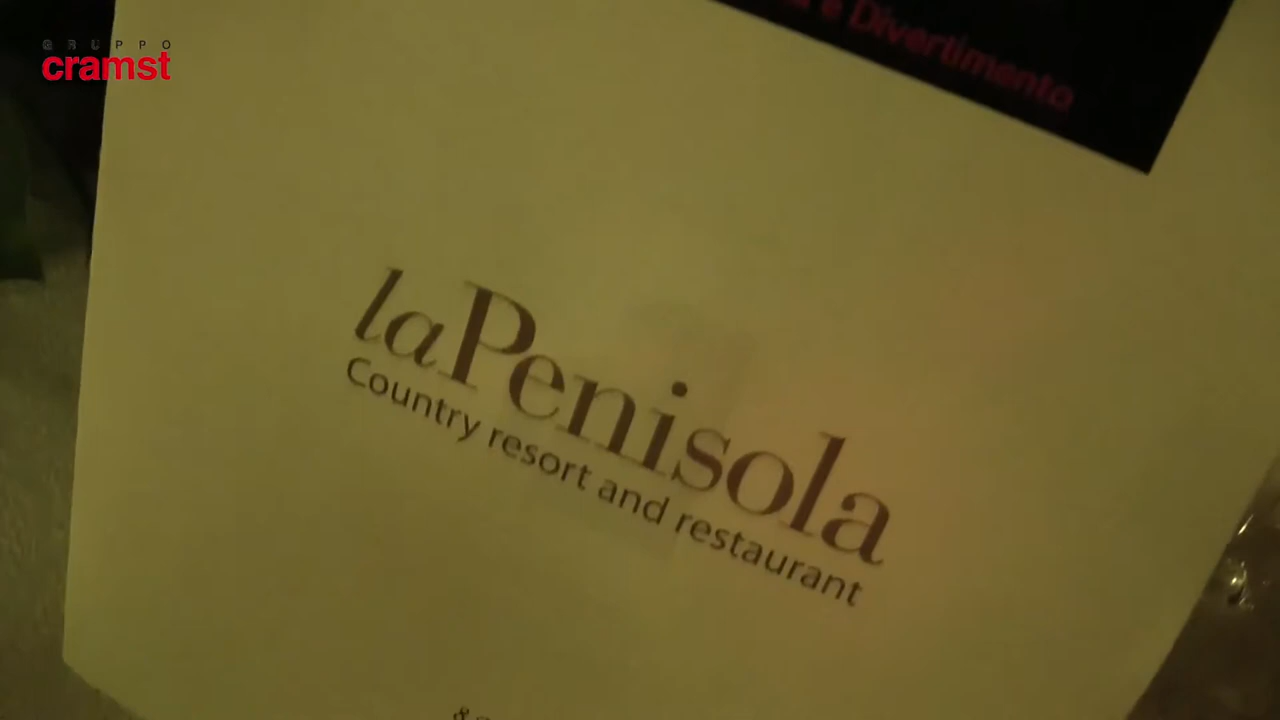 GRUPPO
cramst
e Divertimento
laPenisola
Country resort and restaurant
&